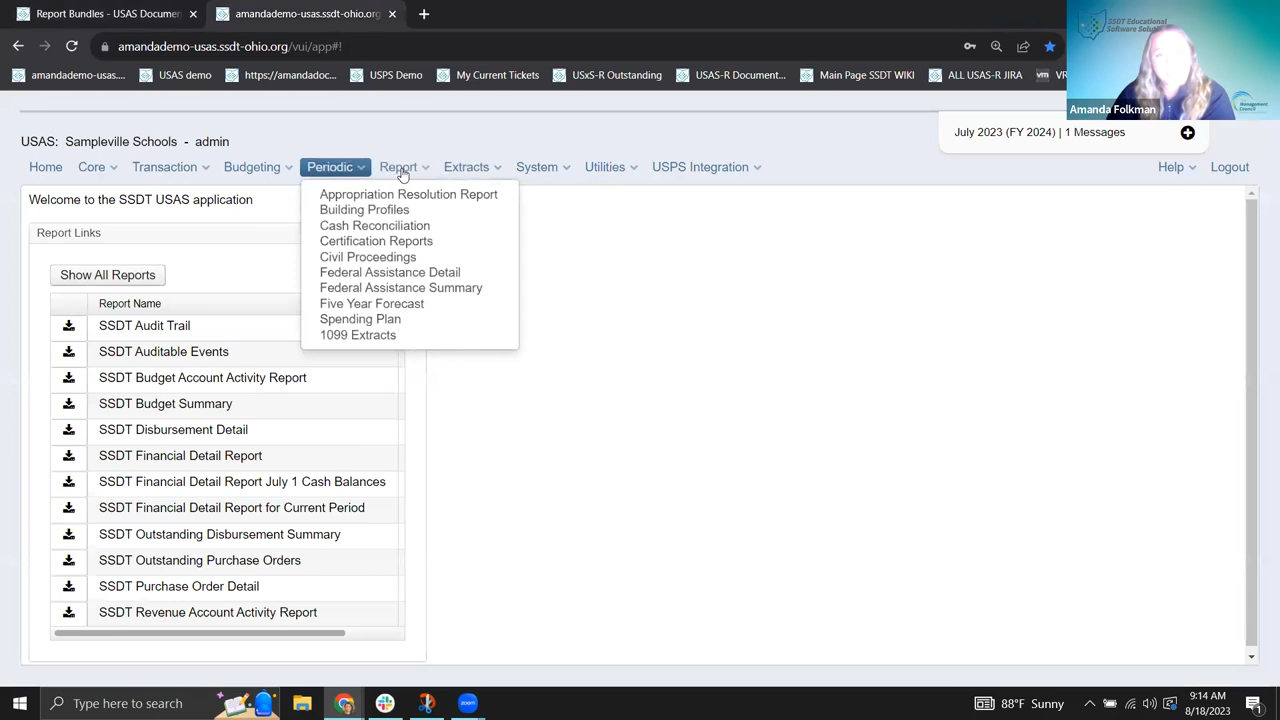 Report Bundles - USAS Documen
amandademo-usas.ssdt-ohio.org
amandademo-usas.ssdt-ohio.org/vui/app#!
amandademo-usas....
USAS demo
https://amandadoc...
USPS Demo
My Current Tickets
USxS-R Outstanding
USAS-R Document...
Main Page SSDT WIKI
ALL USAS-R JIRA
SSDT Educational
Software Soluti
Management
Council
Amanda Folkman
July 2023 (FY 2024) | 1 Messages
USAS: Sampleville Schools - admin
Home Core Transaction Budgeting Periodic Report Extracts System Utilities USPS Integration Help Logout
Welcome to the SSDT USAS application
Report Links
Show All Reports
Report Name
SSDT Audit Trail
SSDT Auditable Events
SSDT Budget Account Activity Report
SSDT Budget Summary
SSDT Disbursement Detail
SSDT Financial Detail Report
SSDT Financial Detail Report July 1 Cash Balances
SSDT Financial Detail Report for Current Period
SSDT Outstanding Disbursement Summary
SSDT Outstanding Purchase Orders
SSDT Purchase Order Detail
SSDT Revenue Account Activity Report
Appropriation Resolution Report
Building Profiles
Cash Reconciliation
Certification Reports
Civil Proceedings
Federal Assistance Detail
Federal Assistance Summary
Five Year Forecast
Spending Plan
1099 Extracts
Type here to search
zoom
88°F Sunny
9:14 AM
8/18/2023
1